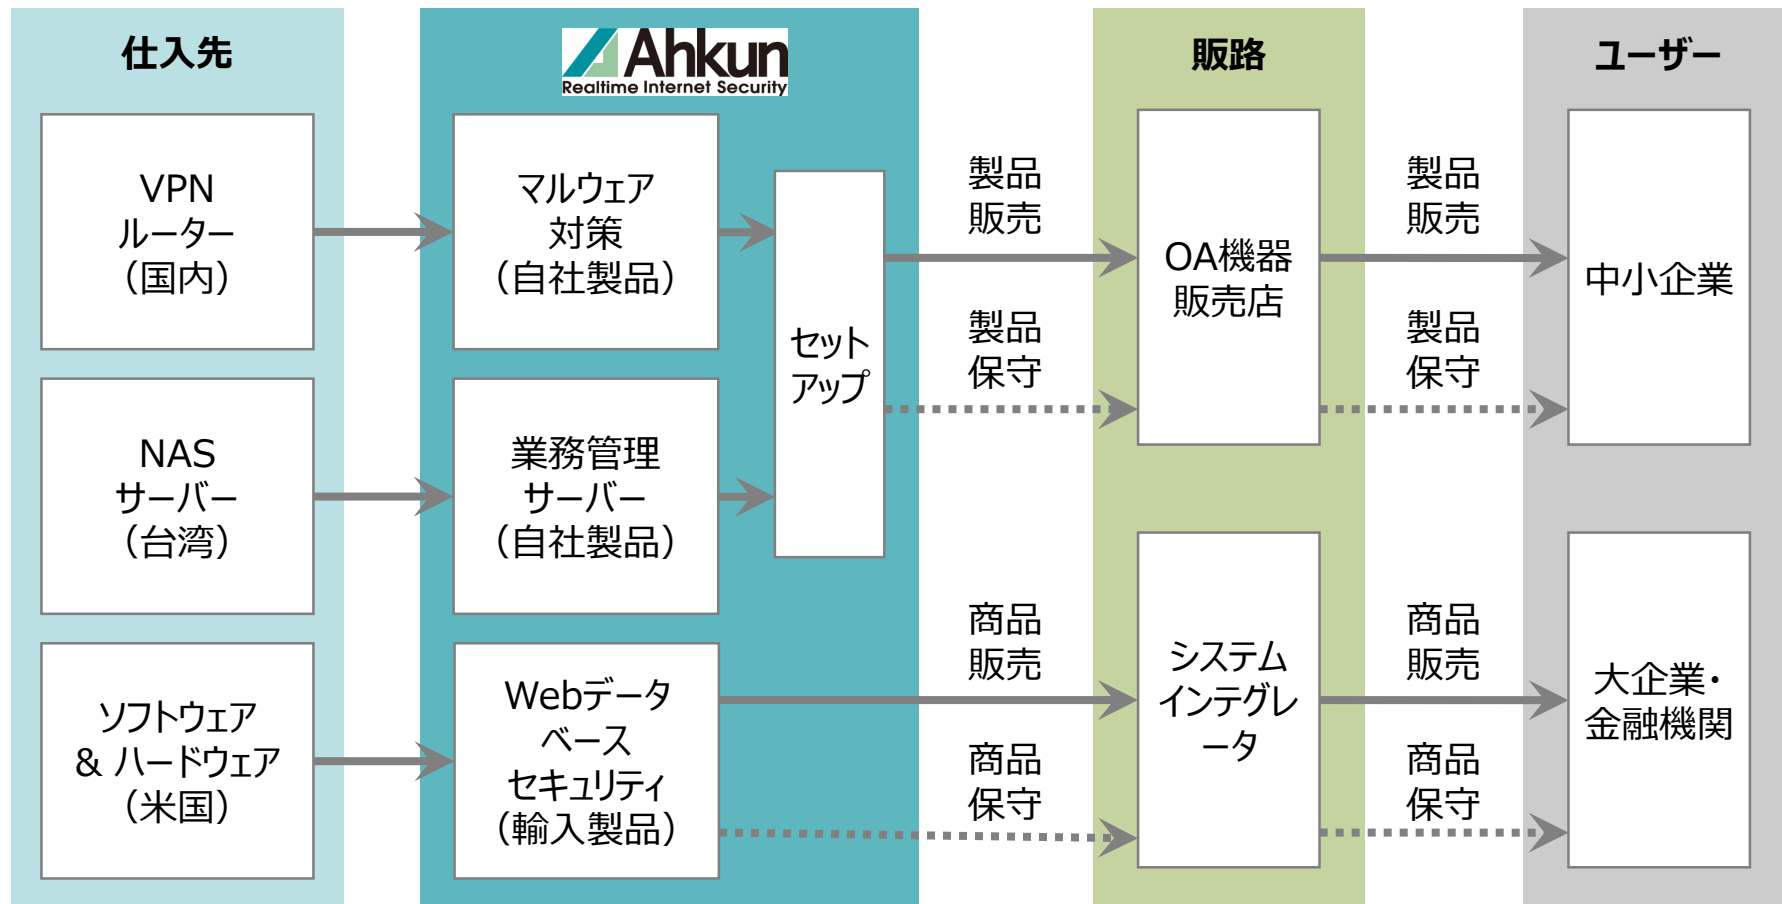 仕入先
VPN
ルーター
（国内）
NAS
サーバー
（台湾）
ソフトウェア
& ハードウェア
（米国）
Ahkun
Realtime Internet Security
マルウェア
対策
（自社製品）
業務管理
サーバー
（自社製品）
Webデータ
ベース
セキュリティ
（輸入製品）
セット
アップ
製品
販売
製品
保守
商品
販売
商品
保守
販路
OA機器
販売店
システム
インテグレ
ータ
製品
販売
製品
保守
商品
販売
商品
保守
ユーザー
中小企業
大企業・
金融機関